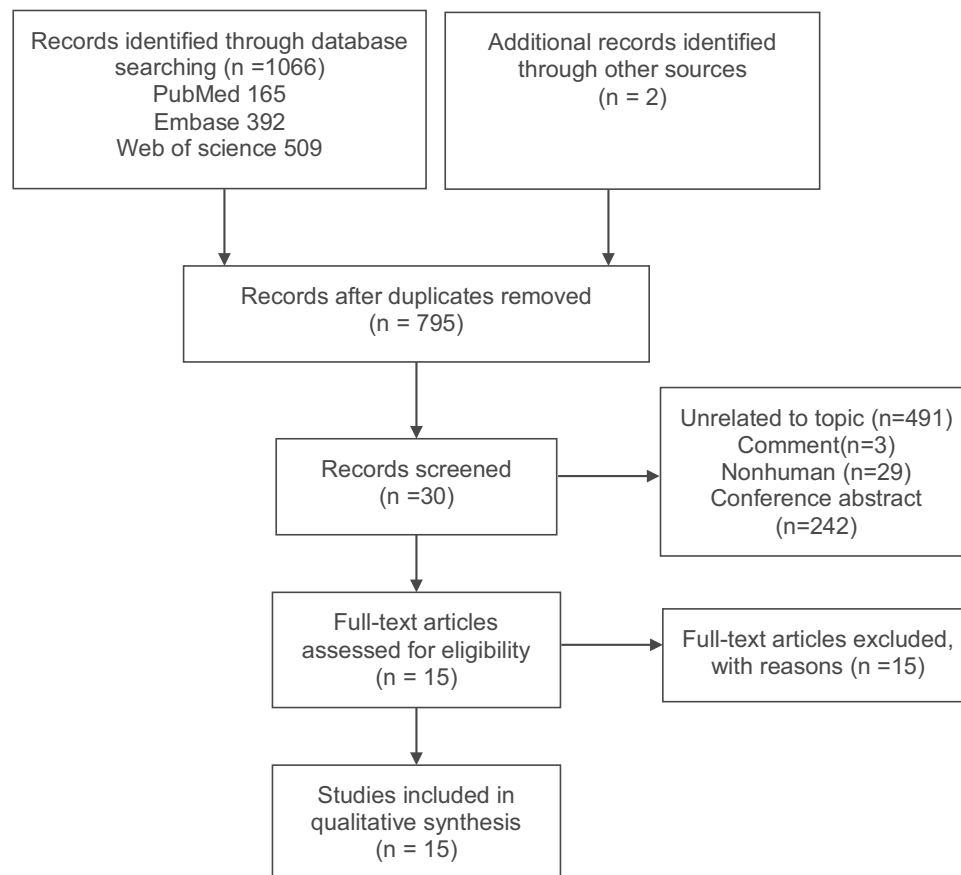 Records identified through database
searching (n =1066)
PubMed 165
Embase 392
Web of science 509
Additional records identified
through other sources
(n = 2)
Records after duplicates removed
(n = 795)
Records screened
(n =30)
Unrelated to topic (n=491)
Comment(n=3)
Nonhuman (n=29)
Conference abstract
(n=242)
Full-text articles
assessed for eligibility
(n = 15)
Full-text articles excluded,
with reasons (n =15)
Studies included in
qualitative synthesis
(n = 15)